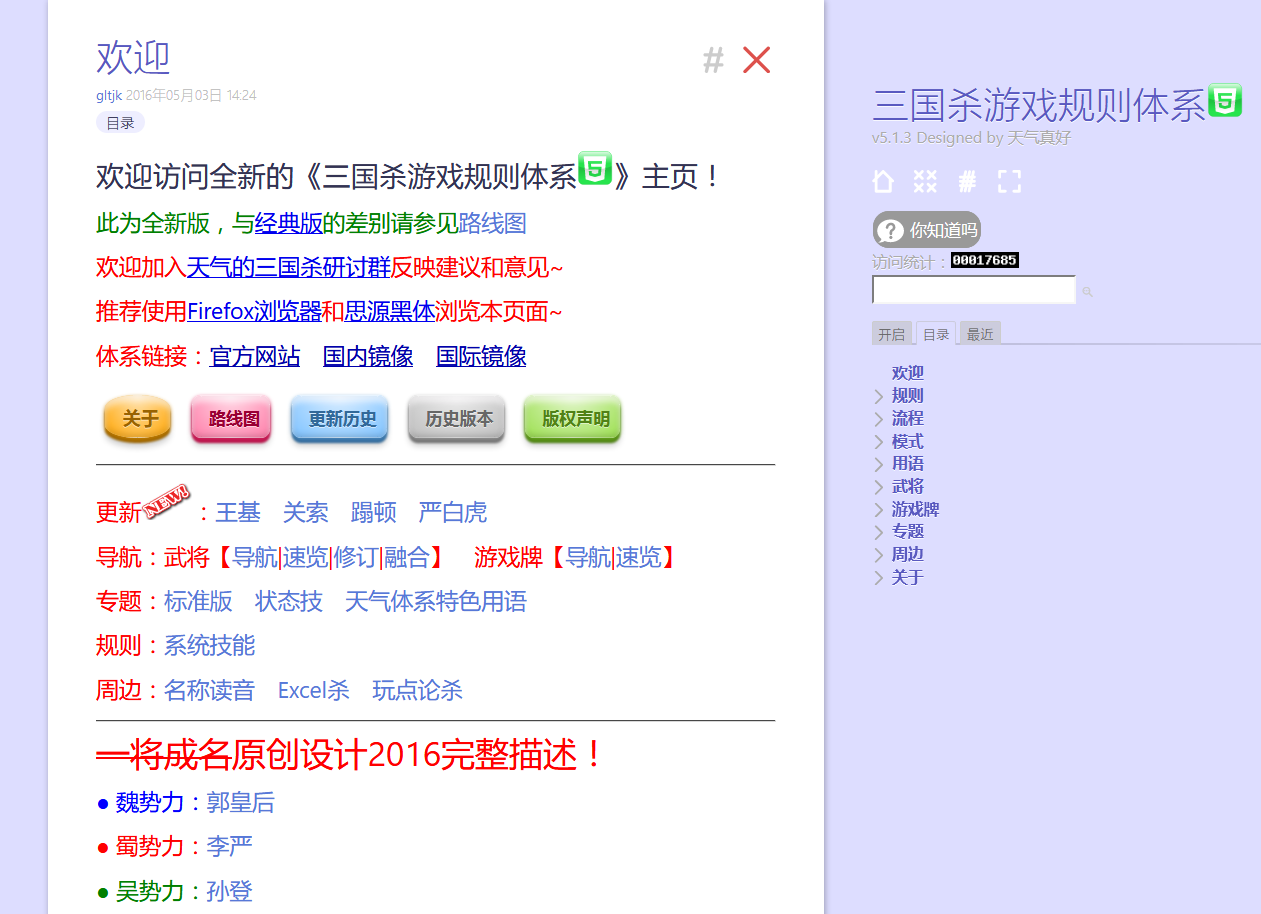 欢迎
gltjk 2016年05月03日 14:24
目录
欢迎访问全新的《三国杀游戏规则体系5》主页！
此为全新版，与经典版的差别请参见路线图
欢迎加入天气的三国杀研讨群反映建议和意见~
推荐使用Firefox浏览器和思源黑体浏览本页面~
体系链接：官方网站 国内镜像 国际镜像
关于 路线图 更新历史 历史版本 版权声明
更新NEW!：王基 关索 蹋顿 严白虎
导航：武将【导航|速览|修订|融合】 游戏牌【导航|速览】
专题：标准版 状态技 天气体系特色用语
规则：系统技能
周边：名称读音 Excel杀 玩点论杀
一将成名原创设计2016完整描述！
● 魏势力：郭皇后
● 蜀势力：李严
● 吴势力：孙登
三国杀游戏规则体系5
v5.1.3 Designed by 天气真好
? 你知道吗
访问统计：00017685
开启 目录 最近
欢迎
规则
流程
模式
用语
武将
游戏牌
专题
周边
关于